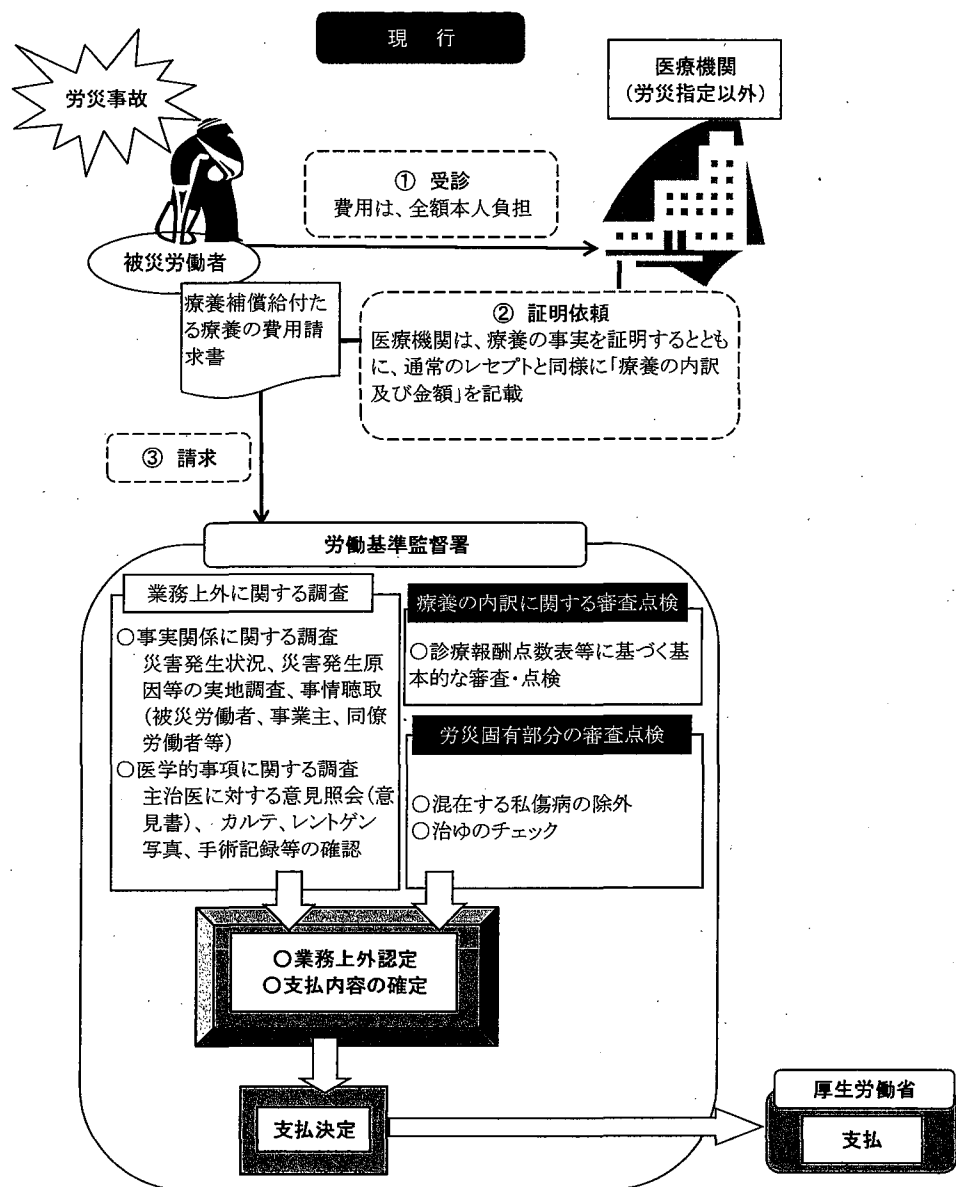 現 行
労災事故
医療機関
(労災指定以外)
① 受診
費用は、全額本人負担
被災労働者
療養補償給付た
る療養の費用請
求書
② 証明依頼
医療機関は、療養の事実を証明するととも
に、通常のレセプトと同様に「療養の内訳
及び金額」を記載
③ 請求
労働基準監督署
業務上外に関する調査
○事実関係に関する調査
災害発生状況、災害発生原
因等の実地調査、事情聴取
(被災労働者、事業主、同僚
労働者等)
○医学的事項に関する調査
主治医に対する意見照会(意
見書)、カルテ、レントゲン
写真、手術記録等の確認
療養の内訳に関する審査点検
○診療報酬点数表等に基づく基
本的な審査・点検
労災固有部分の審査点検
○混在する私傷病の除外
○治ゆのチェック
○業務上外認定
○支払内容の確定
支払決定
厚生労働省
支払